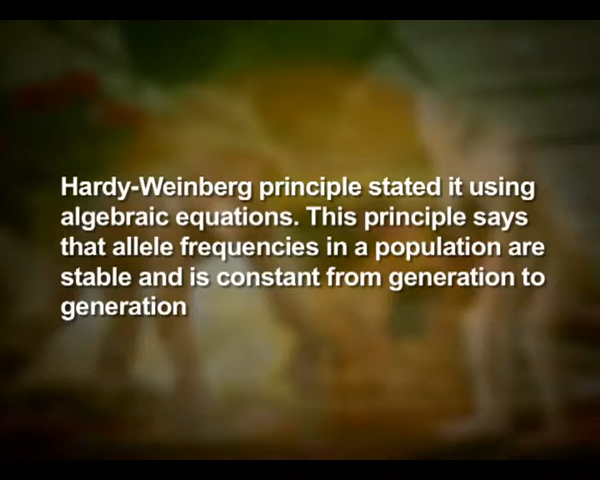 Hardy-Weinberg principle stated it using
algebraic equations. This principle says
that allele frequencies in a population are
stable and is constant from generation to
generation